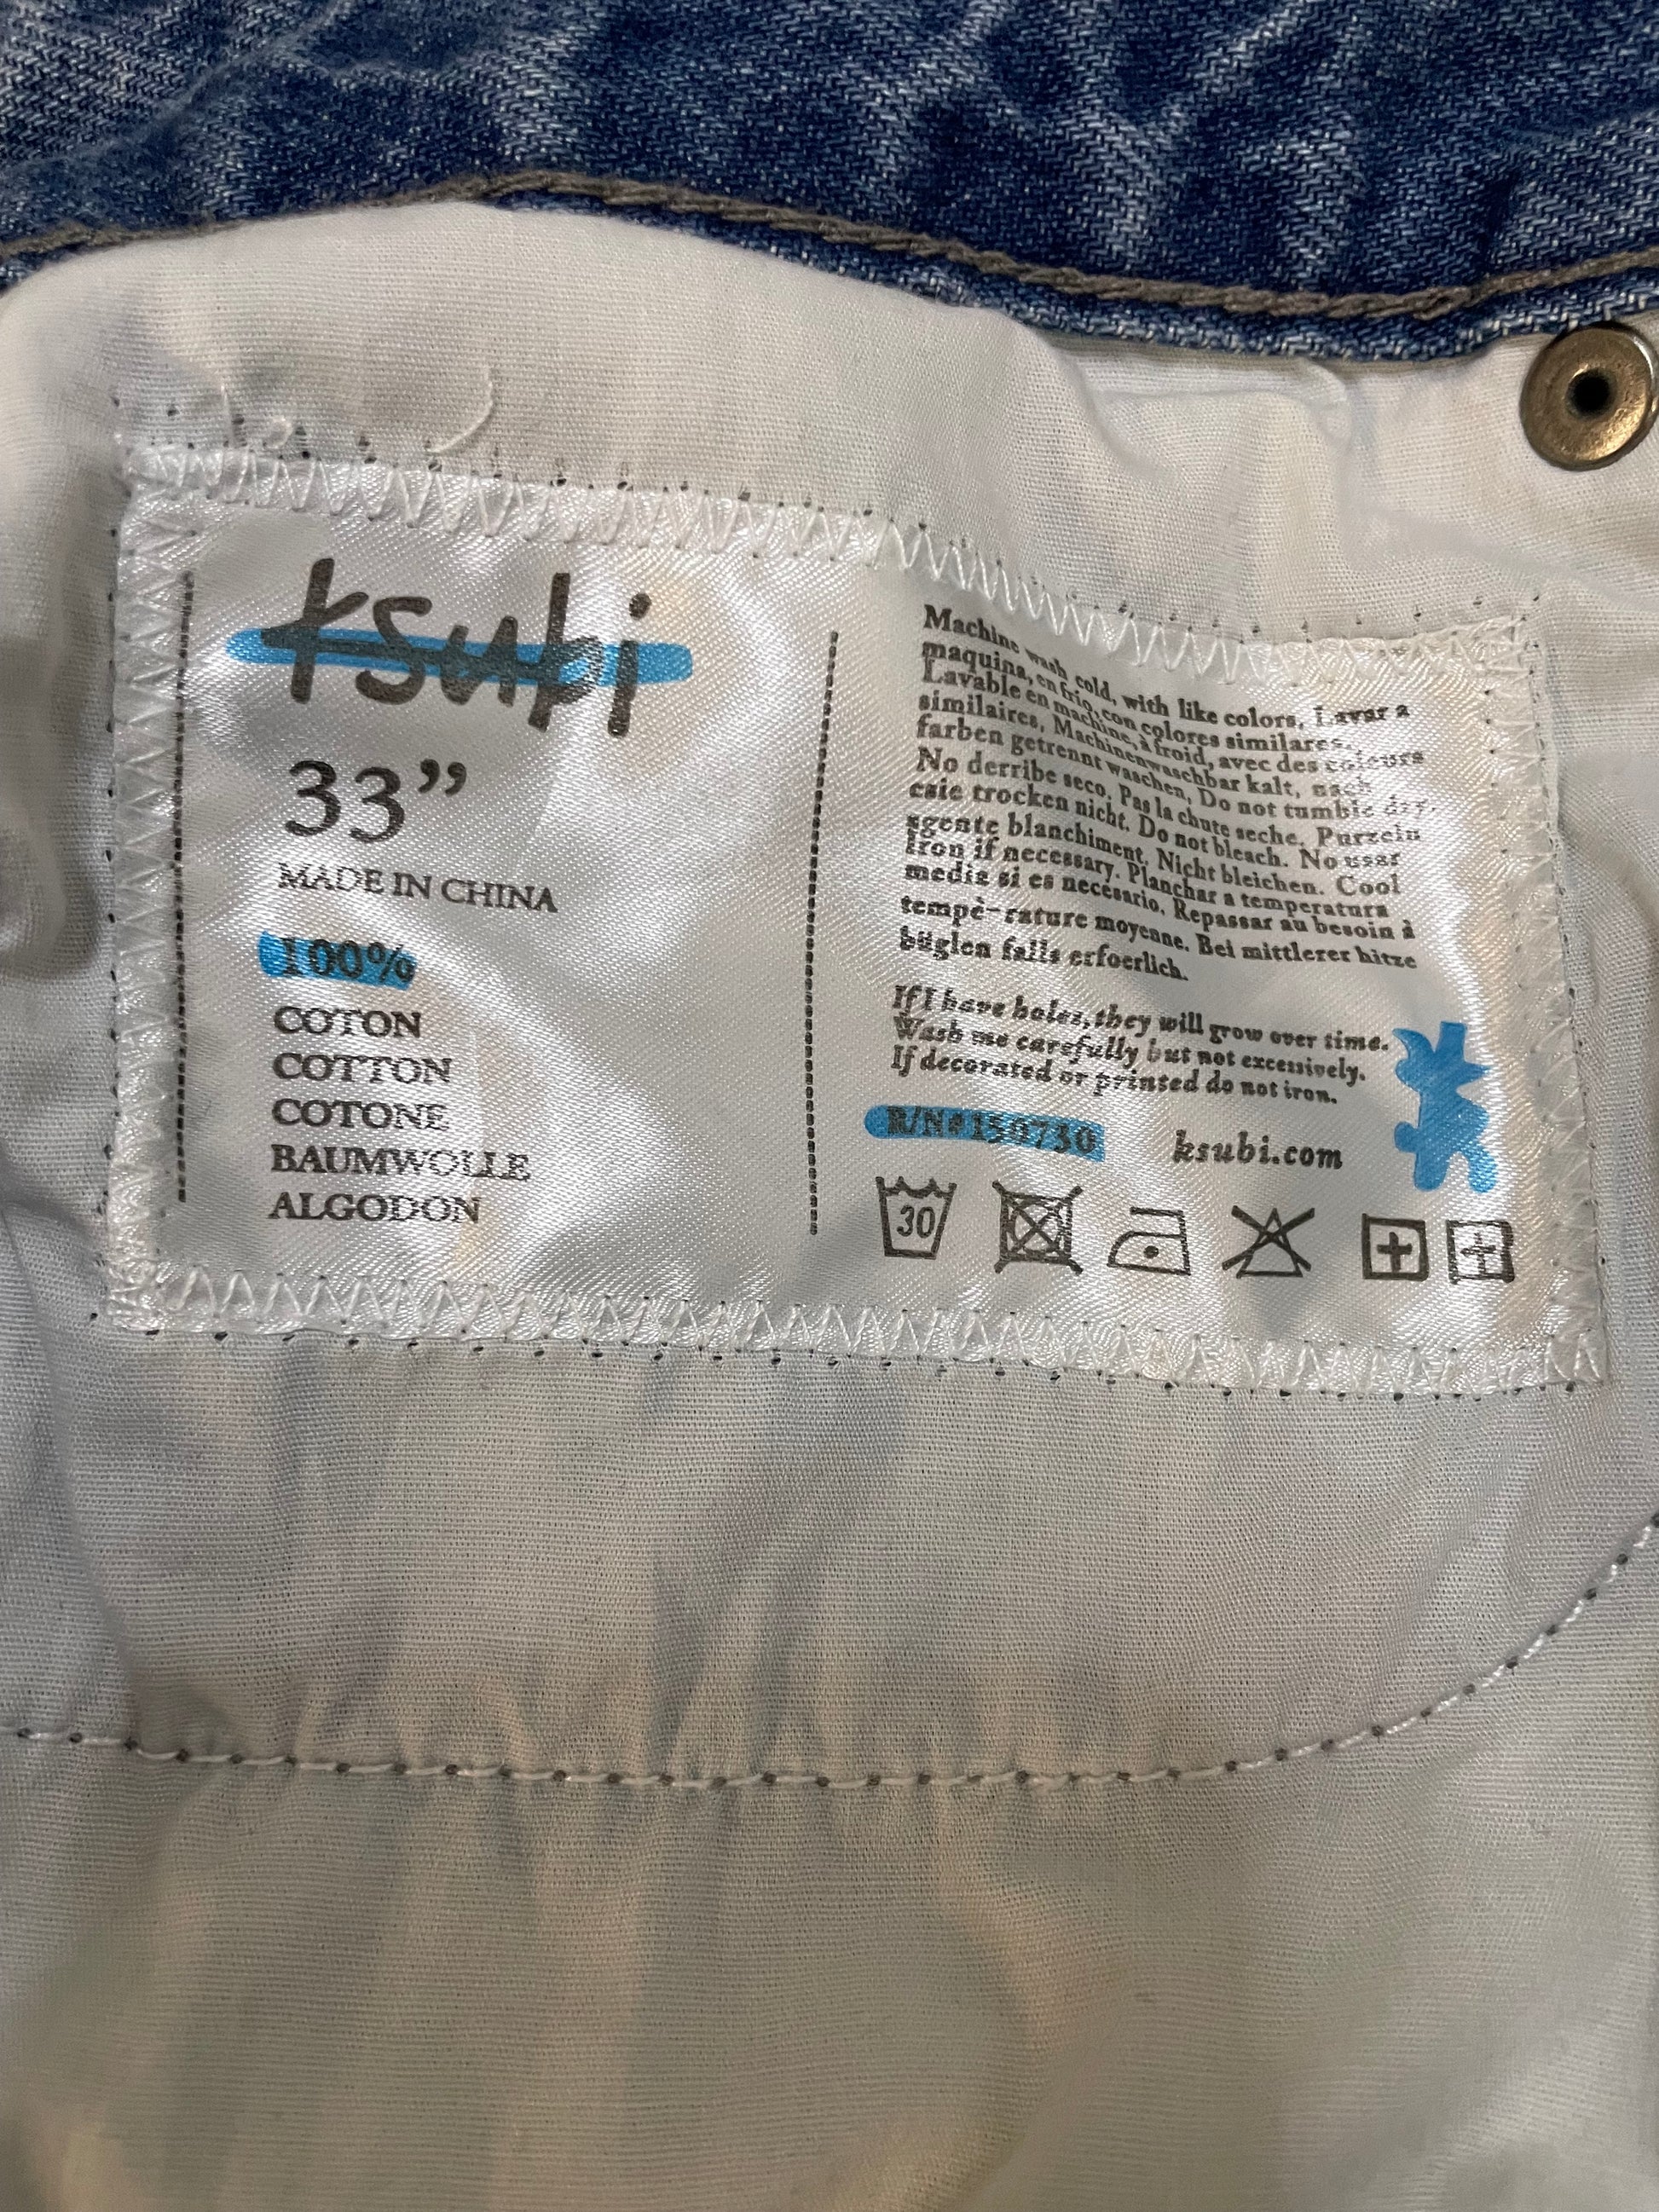 ksubi
33”
MADE IN CHINA
100%
COTON
COTTON
COTONE
BAUMWOLLE
ALGODON
Machine wash cold, with like colors, Lavar a
maquina, en frio, con colores similares.,
Lavable en machine, à froid, avec des coleurs
similaires, Machinenwaschbar kalt, nach
farben getrennt waschen, Do not tumble dry.
No derribe seco, Pas la chute seche, Purzeln
caie trocken nicht. Do not bleach. No usar
agente blanchiment, Nicht bleichen. Cool
Iron if necessary. Planchar a temperatura
media si es necesario, Repassar au besoin à
tempè-rature moyenne. Bei mittlerer hitze
büglen falls erfoerlich.
If I have holes, they will grow over time.
Wash me carefully but not excessively.
If decorated or printed do not iron.
R/N# 150730
ksubi.com
30